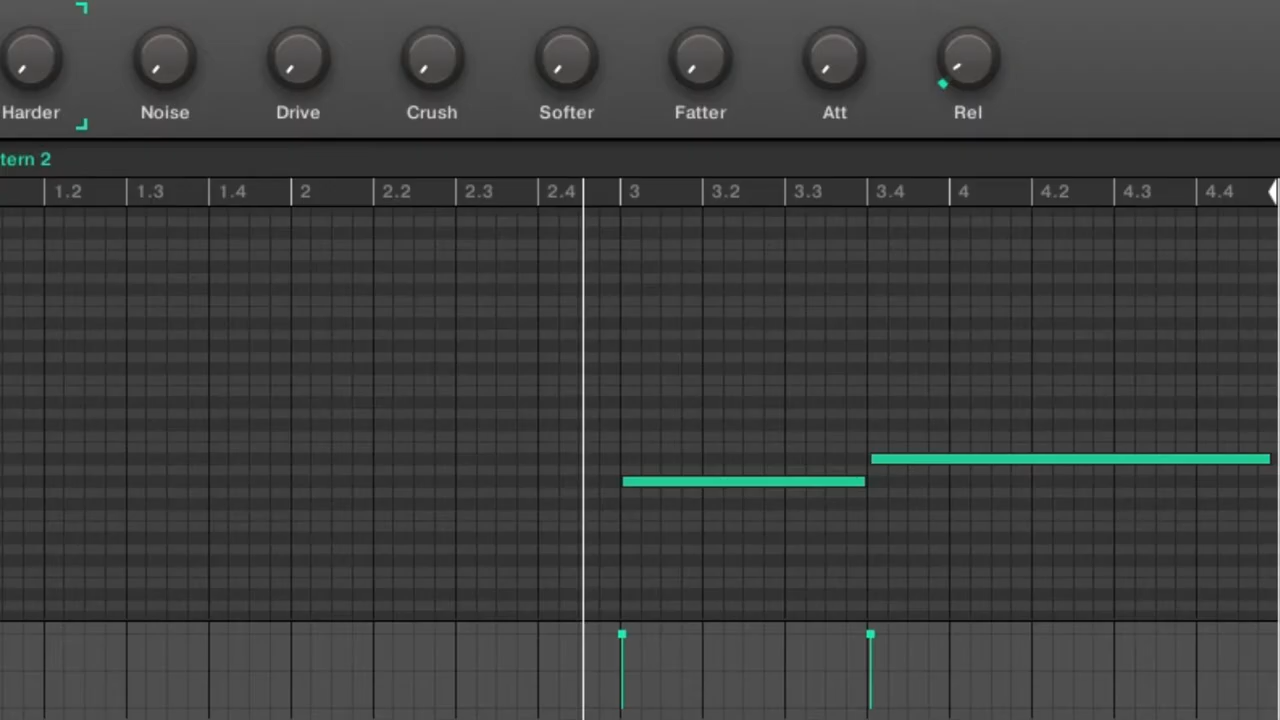 Harder Noise Drive Crush Softer Fatter Att Rel
tern 2
1.2 1.3 1.4 2 2.2 2.3 2.4 3 3.2 3.3 3.4 4 4.2 4.3 4.4